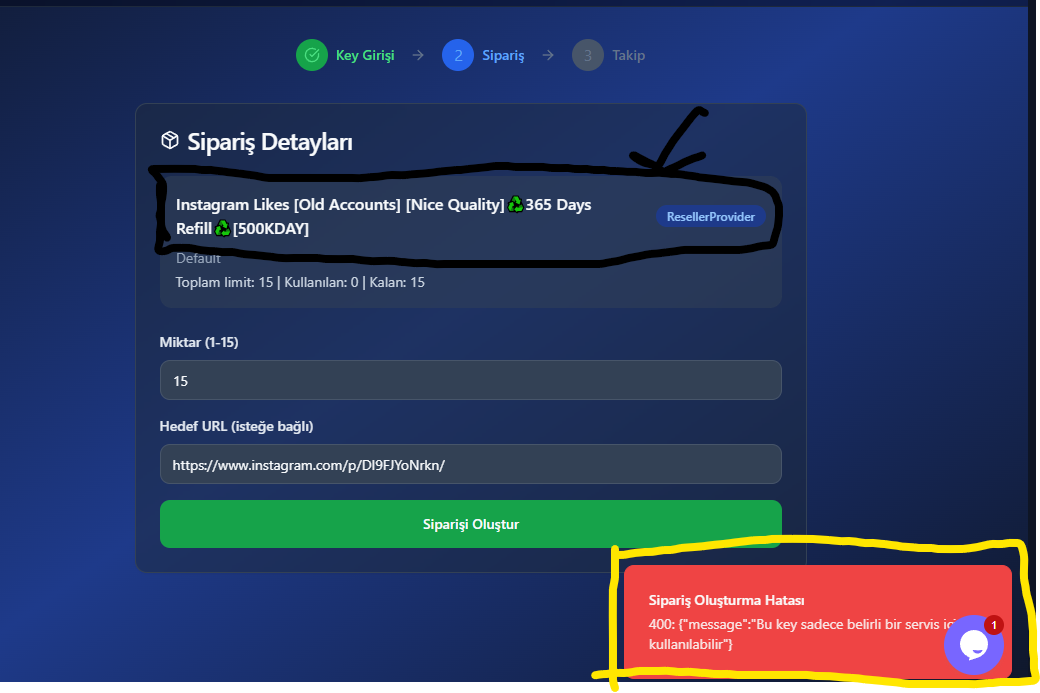 Key Girişi → 2 Sipariş → 3 Takip
Sipariş Detayları
Instagram Likes [Old Accounts] [Nice Quality]♻️365 Days
Refill♻️[500KDAY]
ResellerProvider
Default
Toplam limit: 15 | Kullanılan: 0 | Kalan: 15
Miktar (1-15)
15
Hedef URL (isteğe bağlı)
https://www.instagram.com/p/DI9FJYoNrkn/
Siparişi Oluştur
Sipariş Oluşturma Hatası
400: {"message":"Bu key sadece belirli bir servis
kullanılabilir"}
1